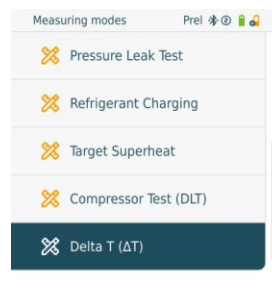 Measuring modes Prel
Pressure Leak Test
Refrigerant Charging
Target Superheat
Compressor Test (DLT)
Delta T (ΔT)